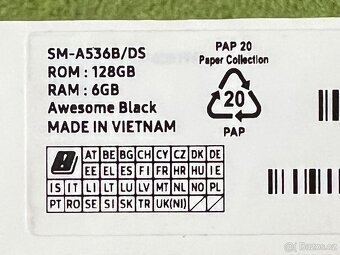 SM-A536B/DS
ROM : 128GB
RAM : 6GB
Awesome Black
MADE IN VIETNAM
PAP 20
Paper Collection
20
PAP
AT BE BG CH CY CZ DK DE
EE EL ES FI FR HR HU IE
IS IT LI LT LU LV MT NL NO PL
PT RO SE SI SK TR UK(NI)
Bazos.cz